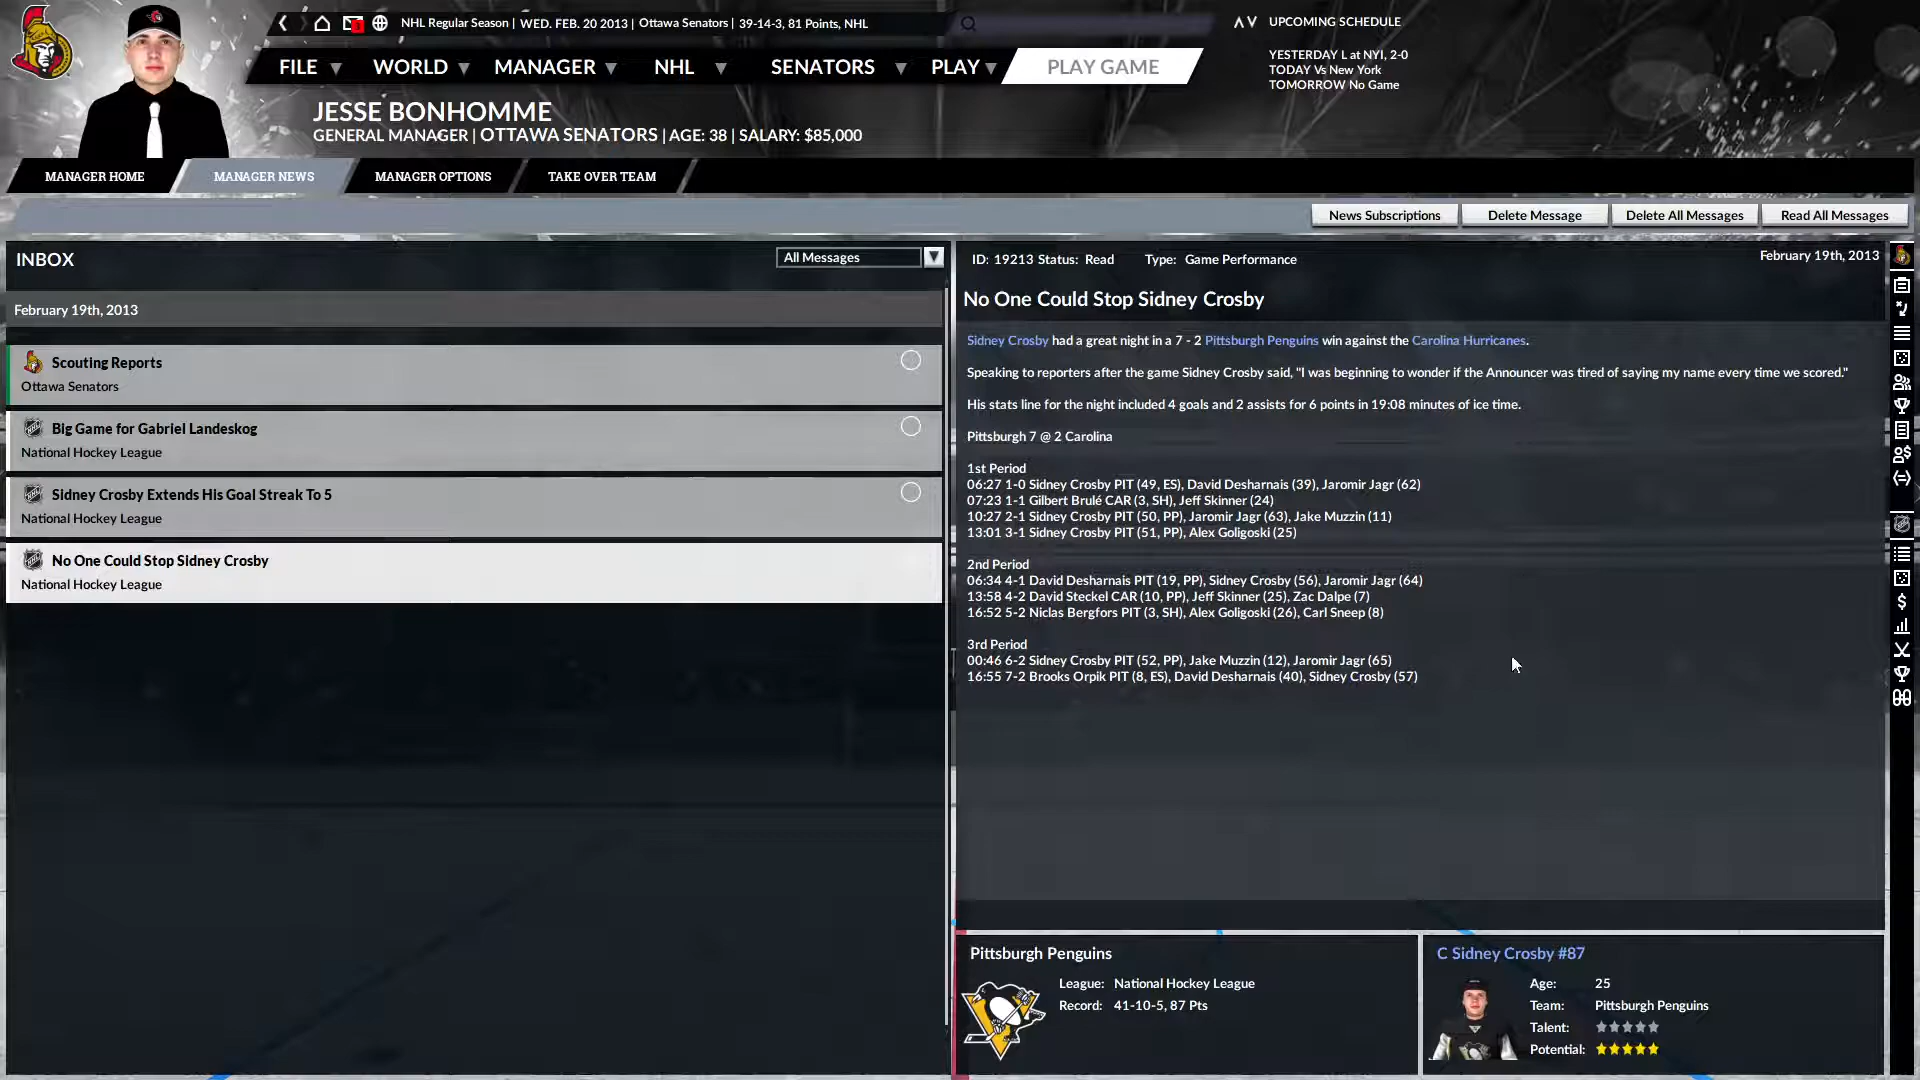 NHL Regular Season | WED. FEB. 20 2013 | Ottawa Senators | 39-14-3, 81 Points, NHL
UPCOMING SCHEDULE
YESTERDAY L at NYI, 2-0
TODAY Vs New York
TOMORROW No Game
FILE WORLD MANAGER NHL SENATORS PLAY PLAY GAME
JESSE BONHOMME
GENERAL MANAGER | OTTAWA SENATORS | AGE: 38 | SALARY: $85,000
MANAGER HOME MANAGER NEWS MANAGER OPTIONS TAKE OVER TEAM
News Subscriptions Delete Message Delete All Messages Read All Messages
INBOX All Messages
February 19th, 2013
Scouting Reports
Ottawa Senators
Big Game for Gabriel Landeskog
National Hockey League
Sidney Crosby Extends His Goal Streak To 5
National Hockey League
No One Could Stop Sidney Crosby
National Hockey League
ID: 19213 Status: Read Type: Game Performance February 19th, 2013
No One Could Stop Sidney Crosby
Sidney Crosby had a great night in a 7 - 2 Pittsburgh Penguins win against the Carolina Hurricanes.
Speaking to reporters after the game Sidney Crosby said, "I was beginning to wonder if the Announcer was tired of saying my name every time we scored."
His stats line for the night included 4 goals and 2 assists for 6 points in 19:08 minutes of ice time.
Pittsburgh 7 @ 2 Carolina
1st Period
06:27 1-0 Sidney Crosby PIT (49, ES), David Desharnais (39), Jaromir Jagr (62)
07:23 1-1 Gilbert Brulé CAR (3, SH), Jeff Skinner (24)
10:27 2-1 Sidney Crosby PIT (50, PP), Jaromir Jagr (63), Jake Muzzin (11)
13:01 3-1 Sidney Crosby PIT (51, PP), Alex Goligoski (25)
2nd Period
06:34 4-1 David Desharnais PIT (19, PP), Sidney Crosby (56), Jaromir Jagr (64)
13:58 4-2 David Steckel CAR (10, PP), Jeff Skinner (25), Zac Dalpe (7)
16:52 5-2 Niclas Bergfors PIT (3, SH), Alex Goligoski (26), Carl Sneep (8)
3rd Period
00:46 6-2 Sidney Crosby PIT (52, PP), Jake Muzzin (12), Jaromir Jagr (65)
16:55 7-2 Brooks Orpik PIT (8, ES), David Desharnais (40), Sidney Crosby (57)
Pittsburgh Penguins
League: National Hockey League
Record: 41-10-5, 87 Pts
C Sidney Crosby #87
Age: 25
Team: Pittsburgh Penguins
Talent:
Potential: